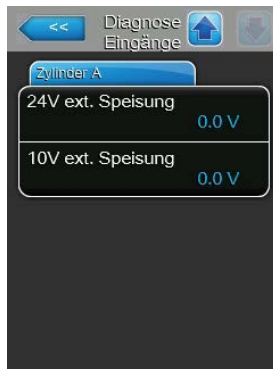 << Diagnose
Eingänge
Zylinder A
24V ext. Speisung
0.0 V
10V ext. Speisung
0.0 V